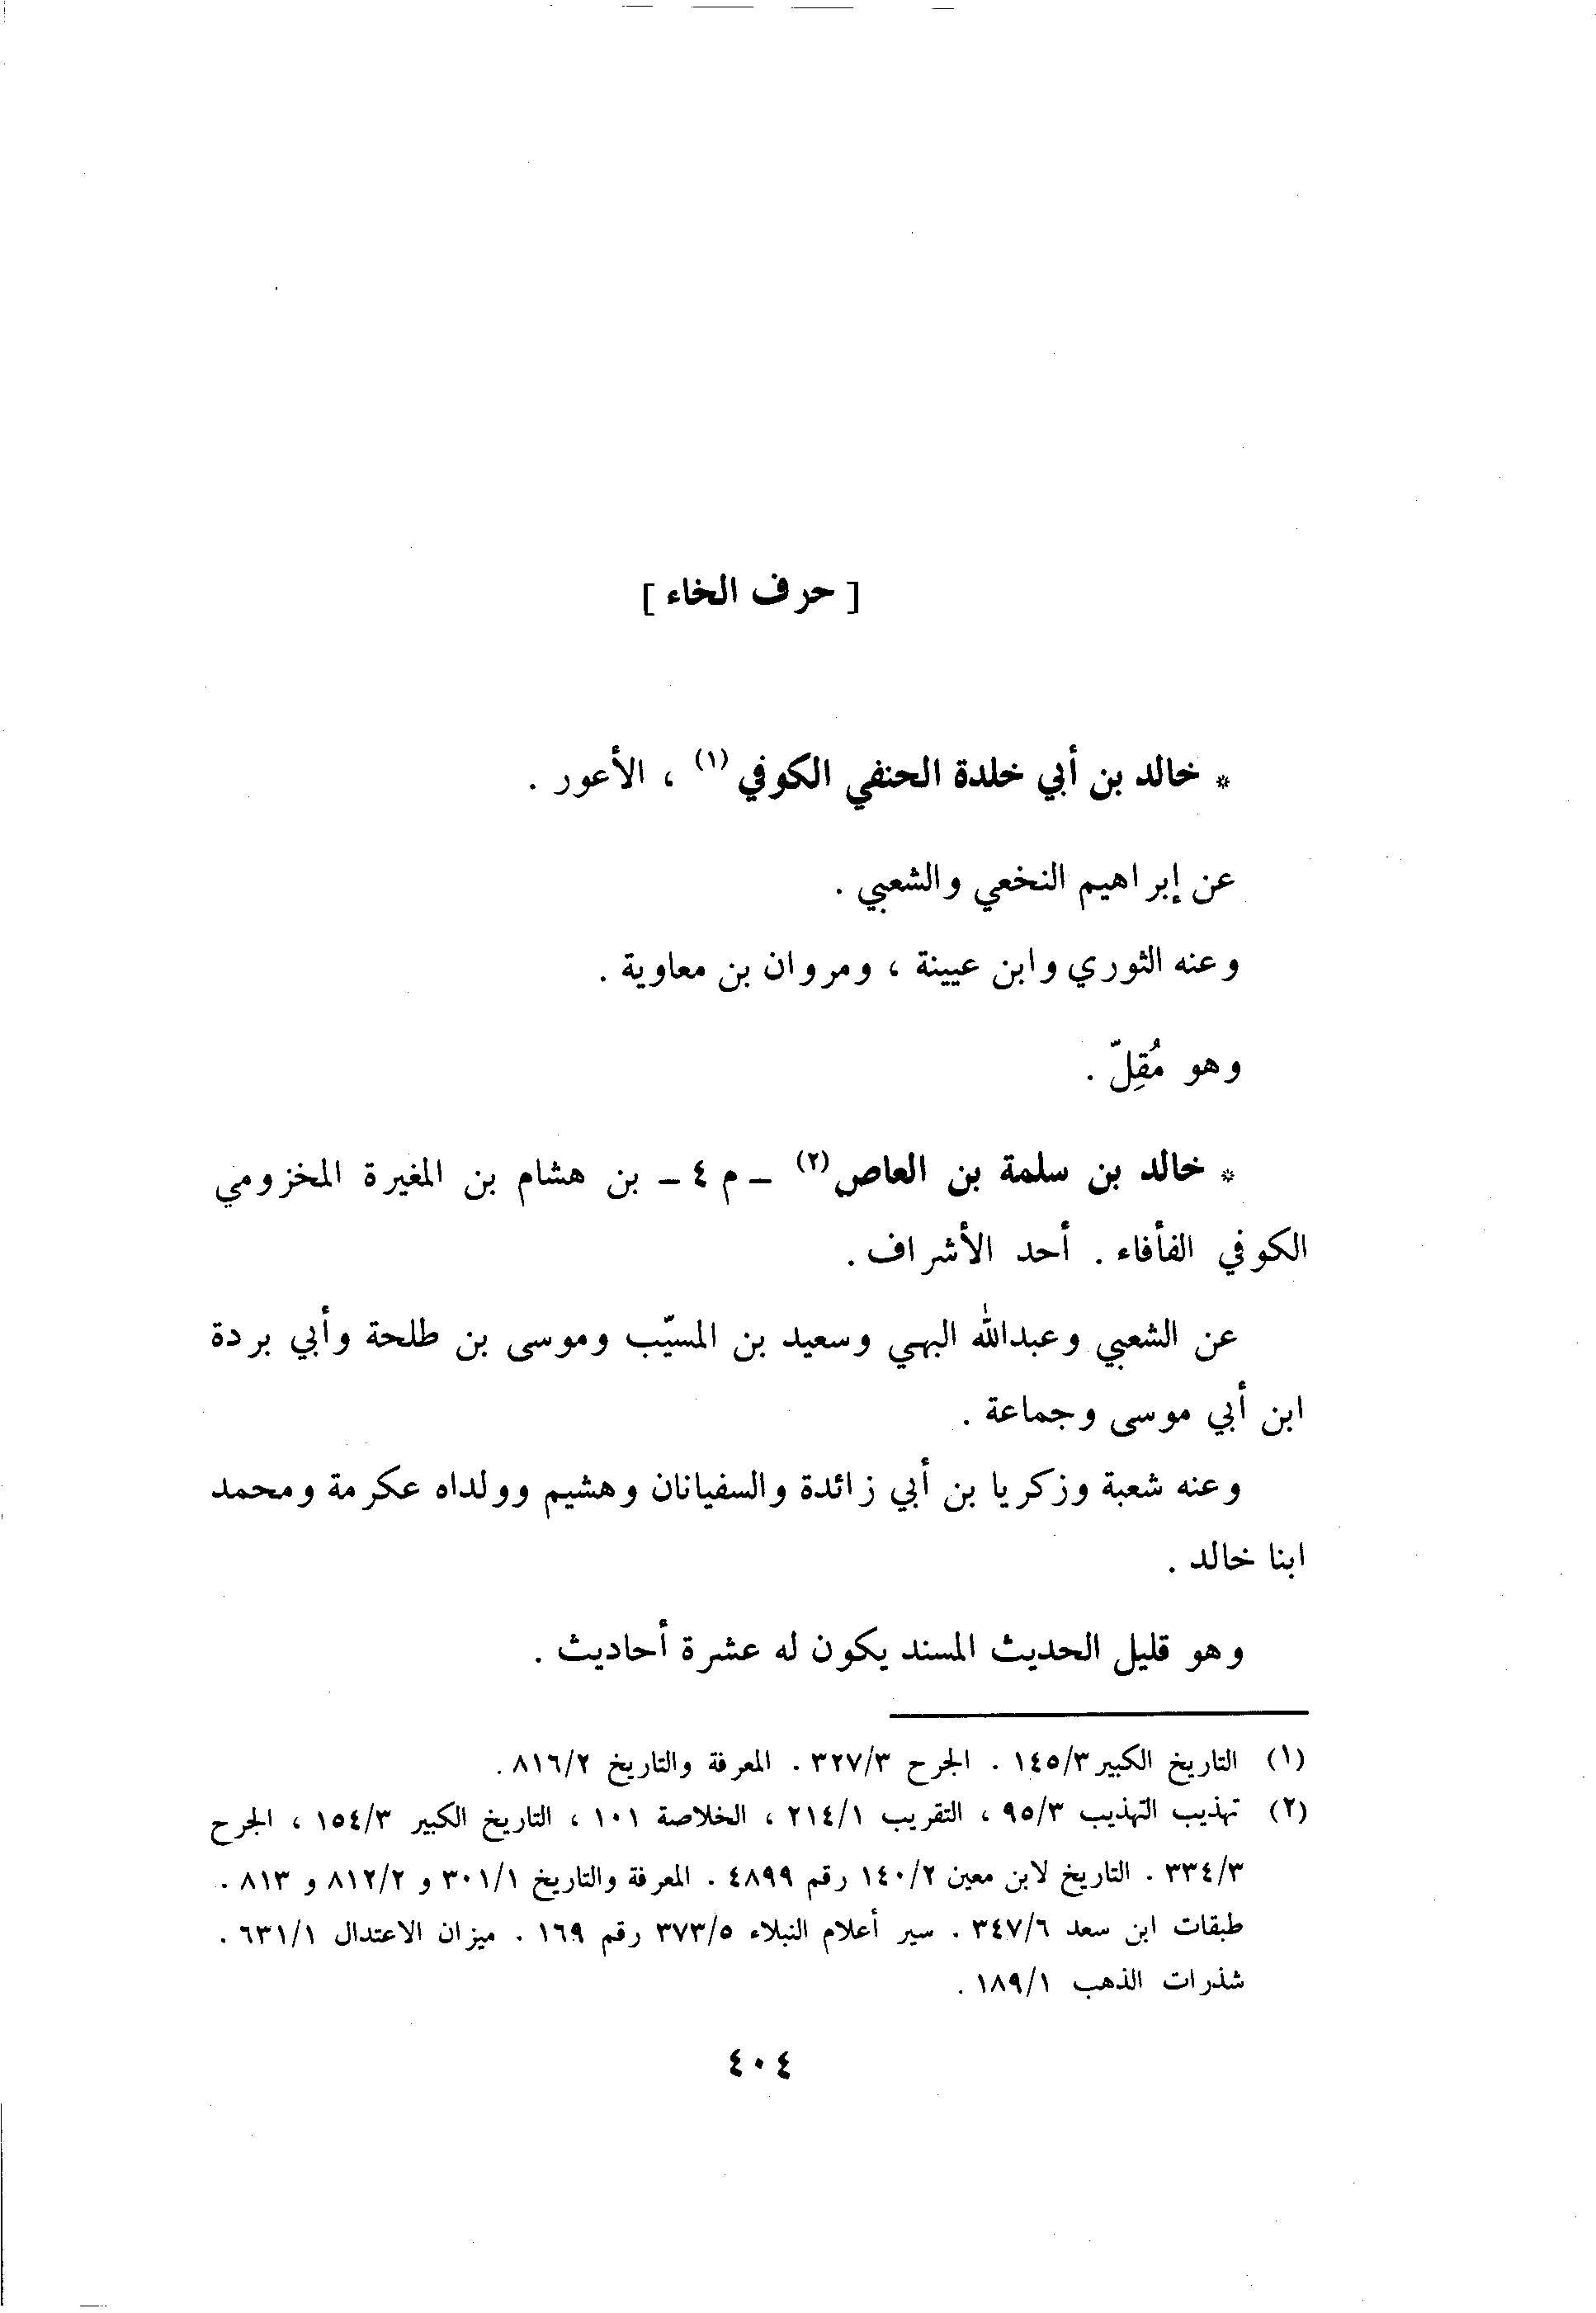 [ حرف الخاء ]
* خالد بن أبي خلدة الحنفي الكوفي (١) ، الأعور .
عن إبراهيم النخعي والشعبي .
وعنه الثوري وابن عيينة ، ومروان بن معاوية .
وهو مُقِلّ .
* خالد بن سلمة بن العاص (٢) - م ٤ - بن هشام بن المغيرة المخزومي
الكوفي الفأفاء . أحد الأشراف .
عن الشعبي وعبدالله البهي وسعيد بن المسيّب وموسى بن طلحة وأبي بردة
ابن أبي موسى وجماعة .
وعنه شعبة وزكريا بن أبي زائدة والسفيانان وهشيم وولداه عكرمة ومحمد
ابنا خالد .
وهو قليل الحديث المسند يكون له عشرة أحاديث .
(١) التاريخ الكبير ١٤٥/٣ . الجرح ٣٢٧/٣ . المعرفة والتاريخ ٨١٦/٢ .
(٢) تهذيب التهذيب ٩٥/٣ ، التقريب ٢١٤/١ ، الخلاصة ١٠١ ، التاريخ الكبير ١٥٤/٣ ، الجرح
٣٣٤/٣ . التاريخ لابن معين ١٤٠/٢ رقم ٤٨٩٩ . المعرفة والتاريخ ٣٠١/١ و ٨١٢/٢ و ٨١٣ .
طبقات ابن سعد ٣٤٧/٦ . سير أعلام النبلاء ٣٧٣/٥ رقم ١٦٩ . ميزان الاعتدال ٦٣١/١ .
شذرات الذهب ١٨٩/١ .
٤٠٤